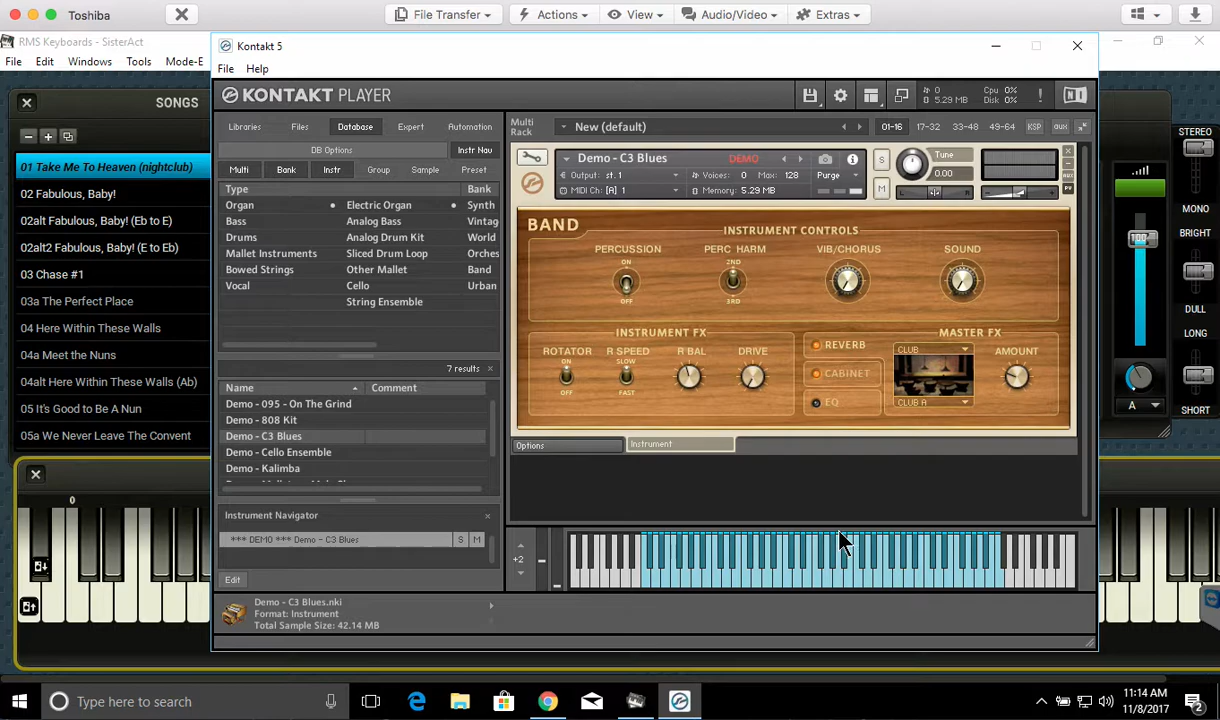 Toshiba
File Transfer
Actions
View
Audio/Video
Extras
RMS Keyboards - SisterAct
File Edit Windows Tools Mode-E
SONGS
01 Take Me To Heaven (nightclub)
02 Fabulous, Baby!
02alt Fabulous, Baby! (Eb to E)
02alt2 Fabulous, Baby! (E to Eb)
03 Chase #1
03a The Perfect Place
04 Here Within These Walls
04a Meet the Nuns
04alt Here Within These Walls (Ab)
05 It's Good to Be A Nun
05a We Never Leave The Convent
0
Kontakt 5
File Help
KONTAKT PLAYER
0
5.29 MB
Cpu 0%
Disk 0%
!
Libraries Files Database Expert Automation
DB Options Instr Nav
Multi Bank Instr Group Sample Preset
Type Bank
Organ Electric Organ Synth
Bass Analog Bass Vintag
Drums Analog Drum Kit World
Mallet Instruments Sliced Drum Loop Orches
Bowed Strings Other Mallet Band
Vocal Cello Urban
String Ensemble
7 results
Name Comment
Demo - 095 - On The Grind
Demo - 808 Kit
Demo - C3 Blues
Demo - Cello Ensemble
Demo - Kalimba
Instrument Navigator
*** DEMO *** Demo - C3 Blues S M
Edit
Demo - C3 Blues.nki
Format: Instrument
Total Sample Size: 42.14 MB
Multi Rack
New (default)
01-16 17-32 33-48 49-64 KSP aux
Demo - C3 Blues DEMO
Output: st. 1 Voices: 0 Max: 128 Purge
MIDI Ch: [A] 1 Memory: 5.29 MB
S
M
Tune
0.00
L R
AUX
PV
BAND
INSTRUMENT CONTROLS
PERCUSSION PERC HARM VIB/CHORUS SOUND
ON 2ND
OFF 3RD
INSTRUMENT FX
ROTATOR R SPEED R BAL DRIVE
ON SLOW
OFF FAST
MASTER FX
REVERB
CABINET
EQ
CLUB
CLUB A
AMOUNT
Options Instrument
+2
STEREO
MONO
BRIGHT
100
DULL
LONG
A
SHORT
Type here to search
11:14 AM
11/8/2017
2